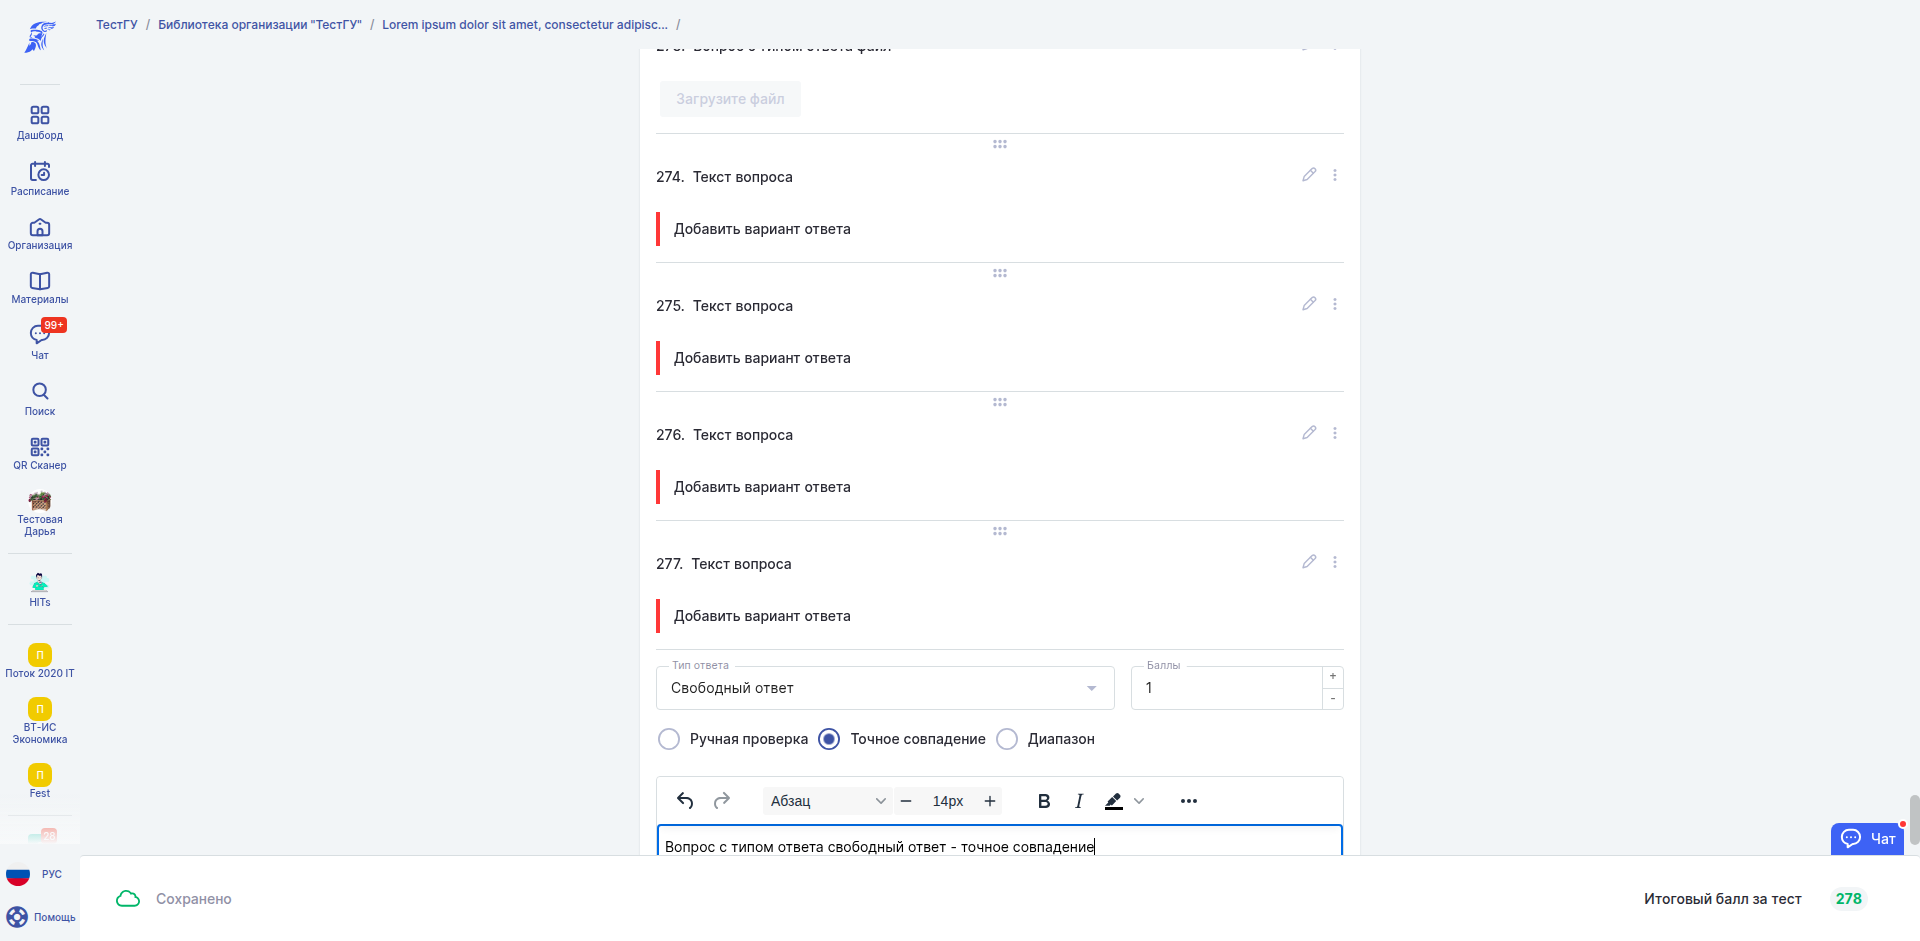 ТестГУ / Библиотека организации "ТестГУ" / Lorem ipsum dolor sit amet, consectetur adipisc... /
Дашборд
Расписание
Организация
Материалы
99+
Чат
Поиск
QR Сканер
Тестовая
Дарья
HITs
П
Поток 2020 IT
П
ВТ-ИС
Экономика
П
Fest
28
РУС
Помощь
273. Вопрос с типом ответа файл
Загрузите файл
274. Текст вопроса
Добавить вариант ответа
275. Текст вопроса
Добавить вариант ответа
276. Текст вопроса
Добавить вариант ответа
277. Текст вопроса
Добавить вариант ответа
Тип ответа
Свободный ответ
Баллы
1
+
-
Ручная проверка Точное совпадение Диапазон
Абзац − 14px + B I
Вопрос с типом ответа свободный ответ - точное совпадение
Чат
Сохранено
Итоговый балл за тест 278